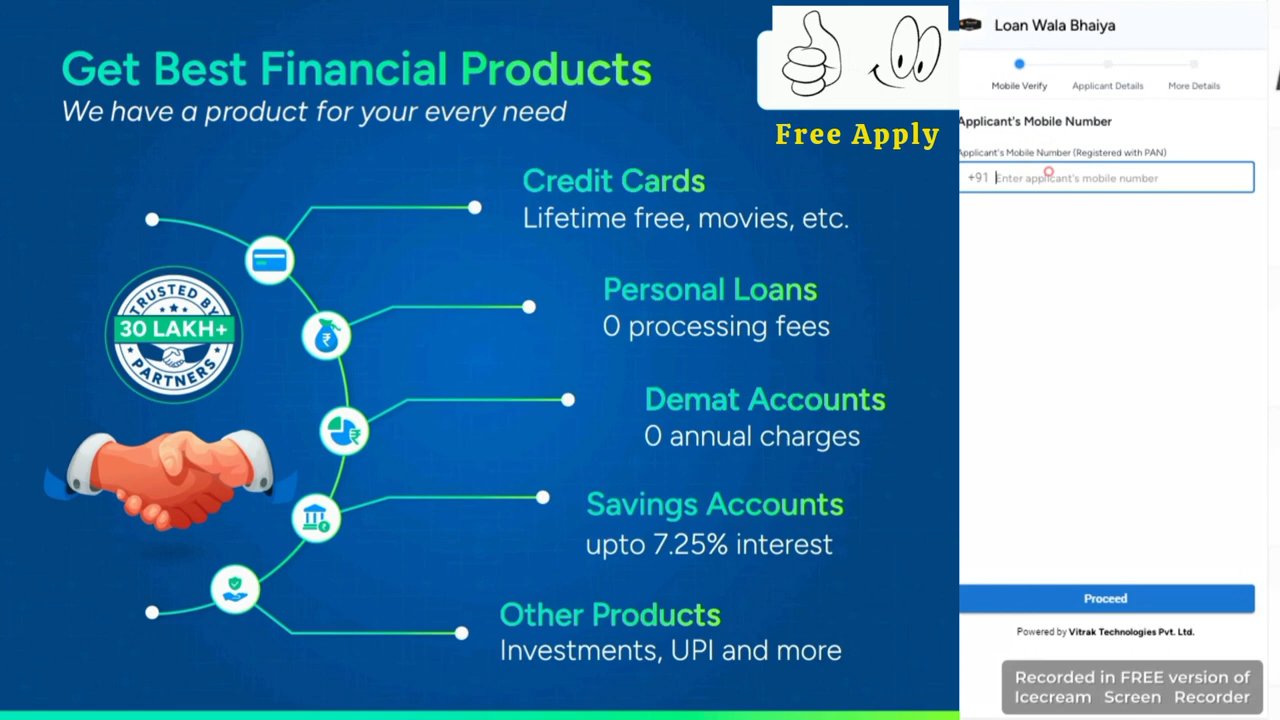 Get Best Financial Products
We have a product for your every need
Free Apply
Credit Cards
Lifetime free, movies, etc.
Personal Loans
0 processing fees
TRUSTED BY
30 LAKH+
PARTNERS
Demat Accounts
0 annual charges
Savings Accounts
upto 7.25% interest
Other Products
Investments, UPI and more
Loan Wala Bhaiya
Mobile Verify
Applicant Details
More Details
Applicant's Mobile Number
Applicant's Mobile Number (Registered with PAN)
+91 Enter applicant's mobile number
Proceed
Powered by Vitrak Technologies Pvt. Ltd.
Recorded in FREE version of
Icecream Screen Recorder